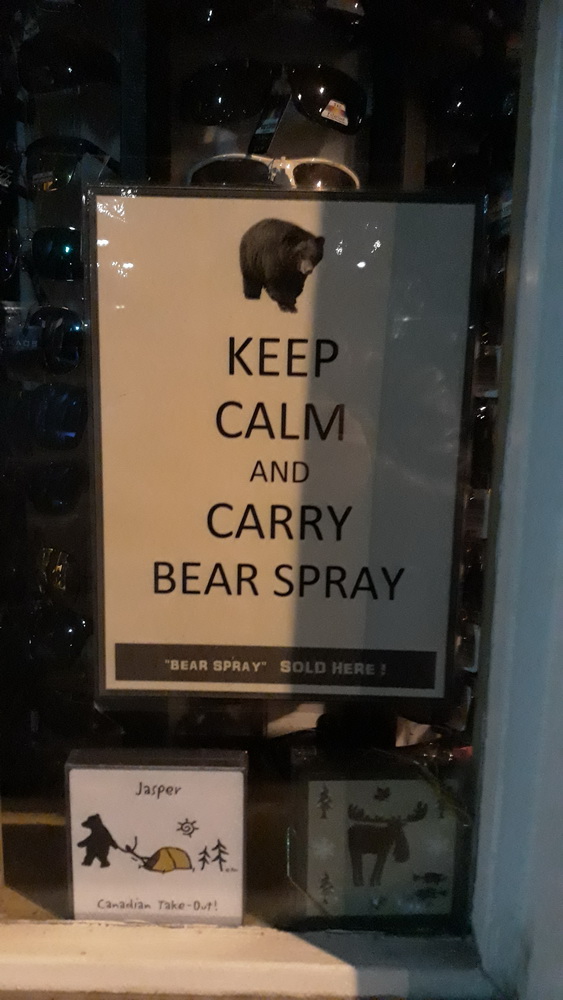 KEEP
CALM
AND
CARRY
BEAR SPRAY
"BEAR SPRAY" SOLD HERE !
Jasper
Canadian Take-Out!